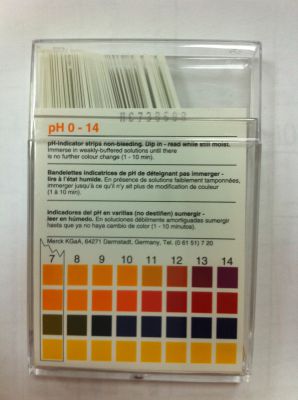 pH 0 - 14
pH-indicator strips non-bleeding. Dip in - read while still moist.
Immerse in weakly-buffered solutions until there
is no further colour change (1 - 10 min).
Bandelettes indicatrices de pH de déteignant pas immerger -
lire à l'état humide. En présence de solutions faiblement tamponnées,
immerger jusqu'à ce qu'il n'y ait plus de modification de couleur
(1 à 10 min).
Indicadores del pH en varillas (no destiñen) sumergir -
leer en húmedo. En soluciones débilmente amortiguadas sumergir
hasta que ya no haya cambio de color (1 - 10 minutos).
Merck KGaA, 64271 Darmstadt, Germany, Tel. (0 61 51) 7 20
7 8 9 10 11 12 13 14